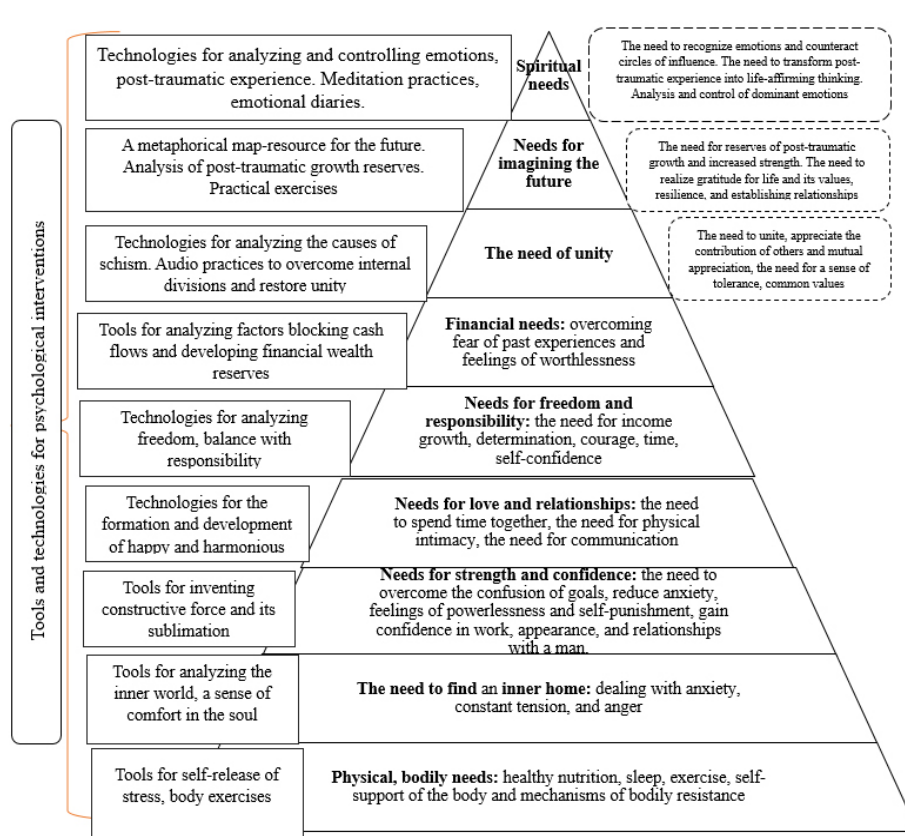 Tools and technologies for psychological interventions
Technologies for analyzing and controlling emotions,
post-traumatic experience. Meditation practices,
emotional diaries.
Spiritual
needs
The need to recognize emotions and counteract
circles of influence. The need to transform post-
traumatic experience into life-affirming thinking.
Analysis and control of dominant emotions
A metaphorical map-resource for the future.
Analysis of post-traumatic growth reserves.
Practical exercises
Needs for
imagining the
future
The need for reserves of post-traumatic
growth and increased strength. The need to
realize gratitude for life and its values,
resilience, and establishing relationships
Technologies for analyzing the causes of
schism. Audio practices to overcome internal
divisions and restore unity
The need of unity
The need to unite, appreciate the
contribution of others and mutual
appreciation, the need for a sense of
tolerance, common values
Tools for analyzing factors blocking cash
flows and developing financial wealth
reserves
Financial needs: overcoming
fear of past experiences and
feelings of worthlessness
Technologies for analyzing
freedom, balance with
responsibility
Needs for freedom and
responsibility: the need for income
growth, determination, courage, time,
self-confidence
Technologies for the
formation and development
of happy and harmonious
Needs for love and relationships: the need
to spend time together, the need for physical
intimacy, the need for communication
Tools for inventing
constructive force and its
sublimation
Needs for strength and confidence: the need to
overcome the confusion of goals, reduce anxiety,
feelings of powerlessness and self-punishment, gain
confidence in work, appearance, and relationships
with a man.
Tools for analyzing the
inner world, a sense of
comfort in the soul
The need to find an inner home: dealing with anxiety,
constant tension, and anger
Tools for self-release of
stress, body exercises
Physical, bodily needs: healthy nutrition, sleep, exercise, self-
support of the body and mechanisms of bodily resistance